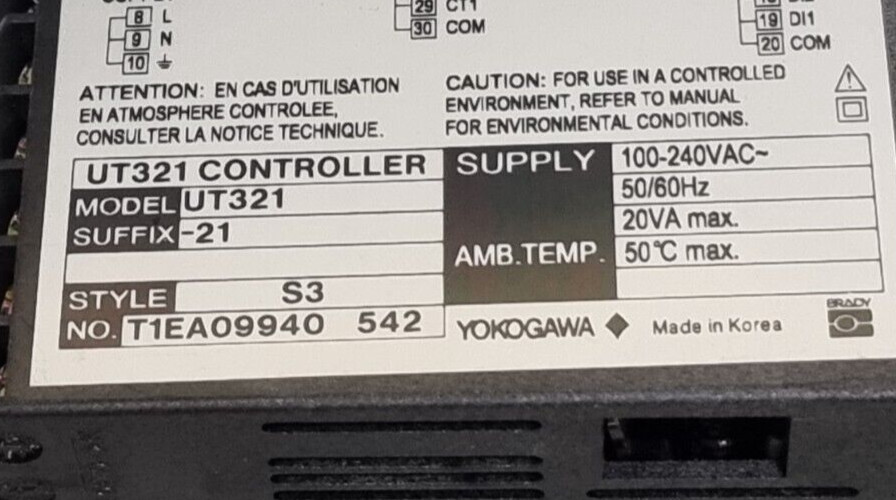 8 L
9 N
10
29 CT1
30 COM
19 DI1
20 COM
ATTENTION: EN CAS D'UTILISATION
EN ATMOSPHERE CONTROLEE,
CONSULTER LA NOTICE TECHNIQUE.
CAUTION: FOR USE IN A CONTROLLED
ENVIRONMENT, REFER TO MANUAL
FOR ENVIRONMENTAL CONDITIONS.
UT321 CONTROLLER
MODEL UT321
SUFFIX -21
STYLE S3
NO. T1EA09940 542
SUPPLY 100-240VAC~
50/60Hz
20VA max.
AMB.TEMP. 50℃ max.
YOKOGAWA ◆ Made in Korea
BRADY